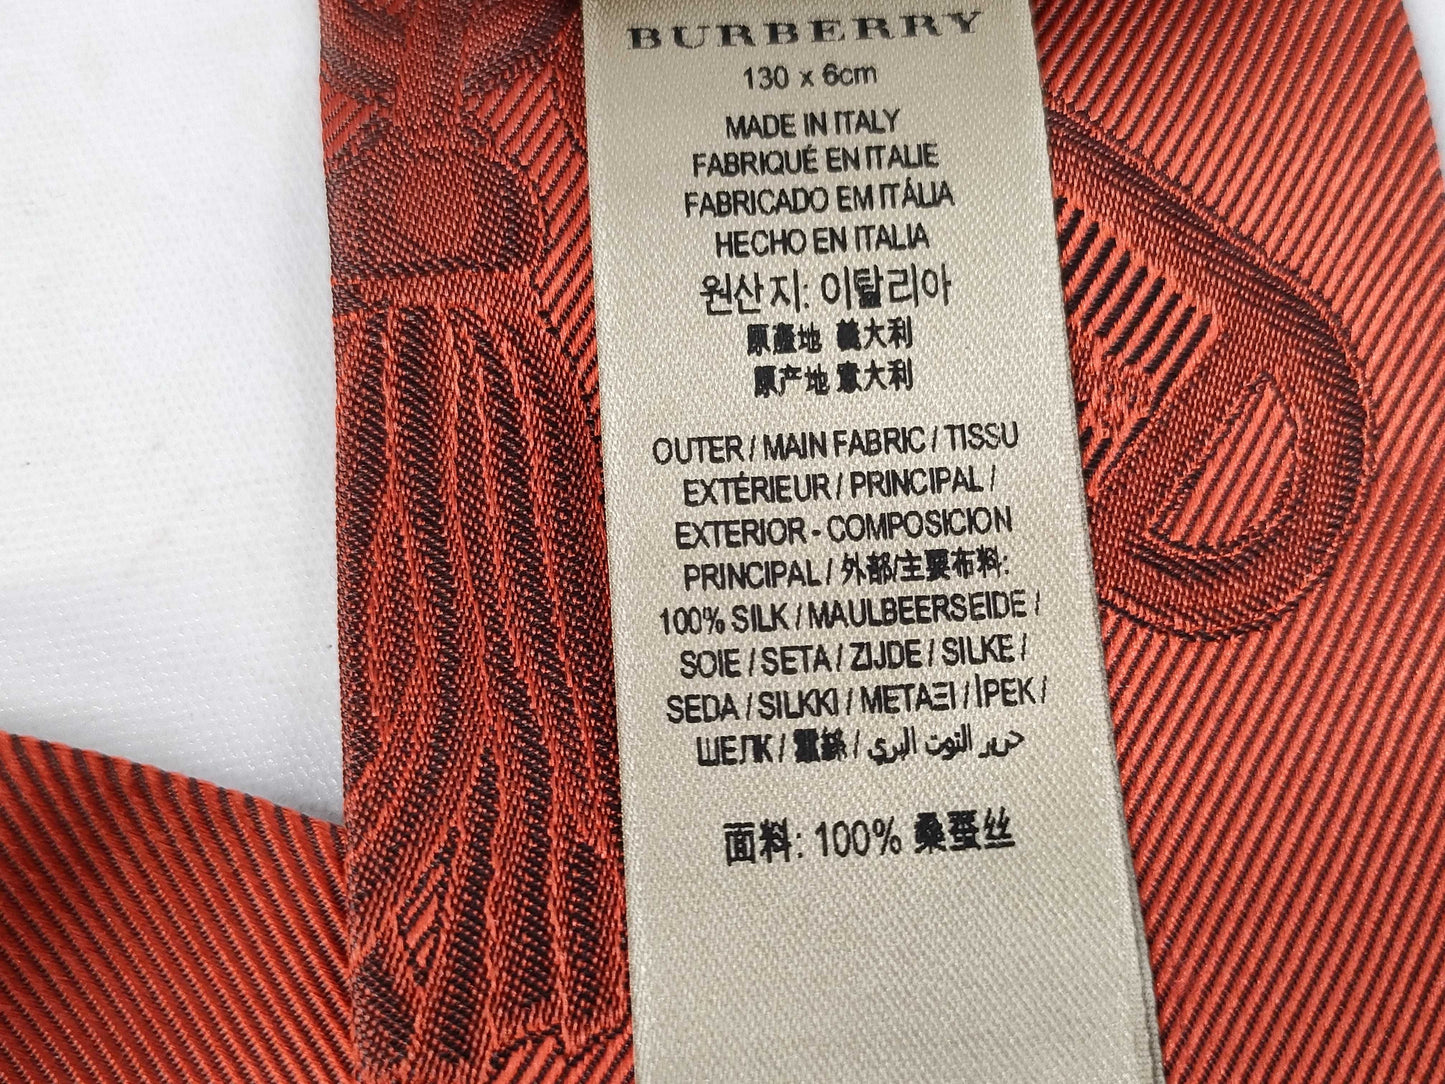 BURBERRY
130 x 6cm
MADE IN ITALY
FABRIQUÉ EN ITALIE
FABRICADO EM ITÁLIA
HECHO EN ITALIA
원산지: 이탈리아
原產地 義大利
原产地 意大利
OUTER / MAIN FABRIC / TISSU
EXTÉRIEUR / PRINCIPAL /
EXTERIOR - COMPOSICION
PRINCIPAL / 外部/主要布料:
100% SILK / MAULBEERSEIDE /
SOIE / SETA / ZIJDE / SILKE /
SEDA / SILKKI / ΜΕΤΑΞΙ / İPEK /
ШЕЛК / 蠶絲 / حرير التوت البري
面料: 100% 桑蚕丝